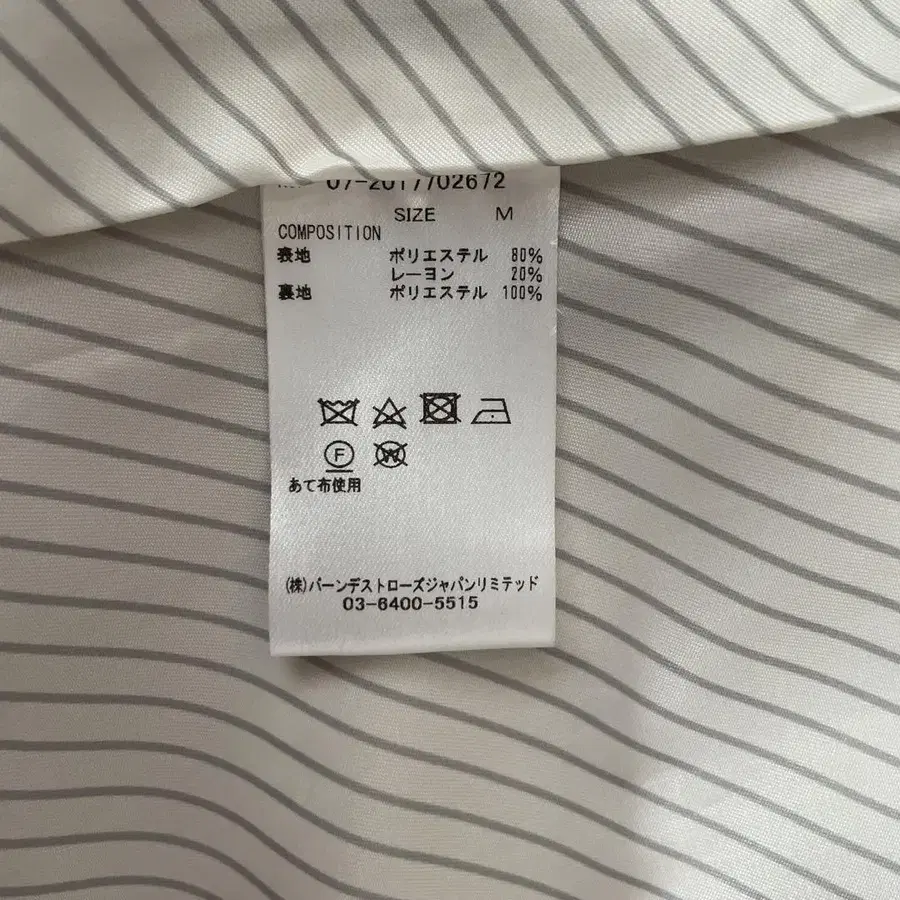 07-2017702672
SIZE M
COMPOSITION
表地 ポリエステル 80%
レーヨン 20%
裏地 ポリエステル 100%
F W
あて布使用
(株)バーンデストローズジャパンリミテッド
03-6400-5515